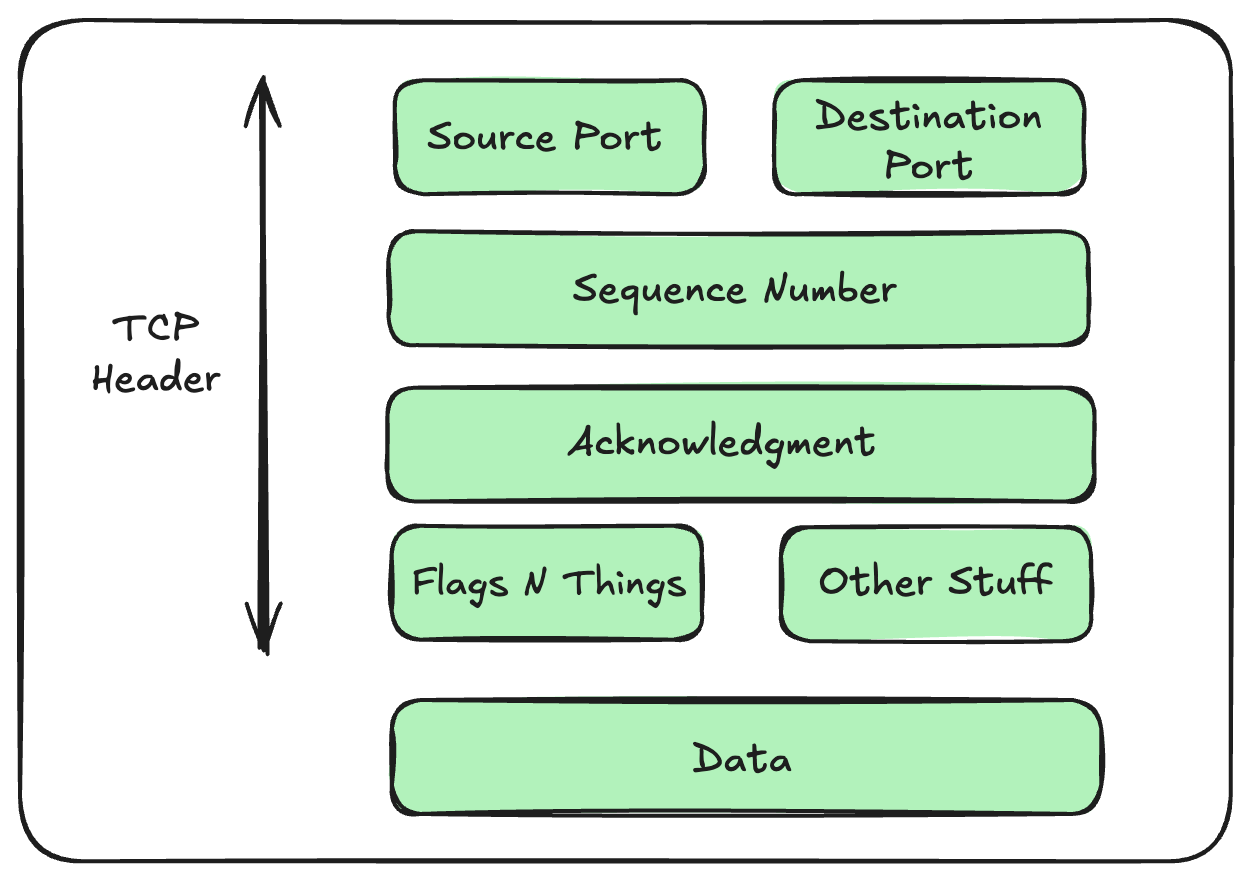 Source Port
Destination
Port
Sequence Number
TCP
Header
Acknowledgment
Flags N Things
Other Stuff
Data